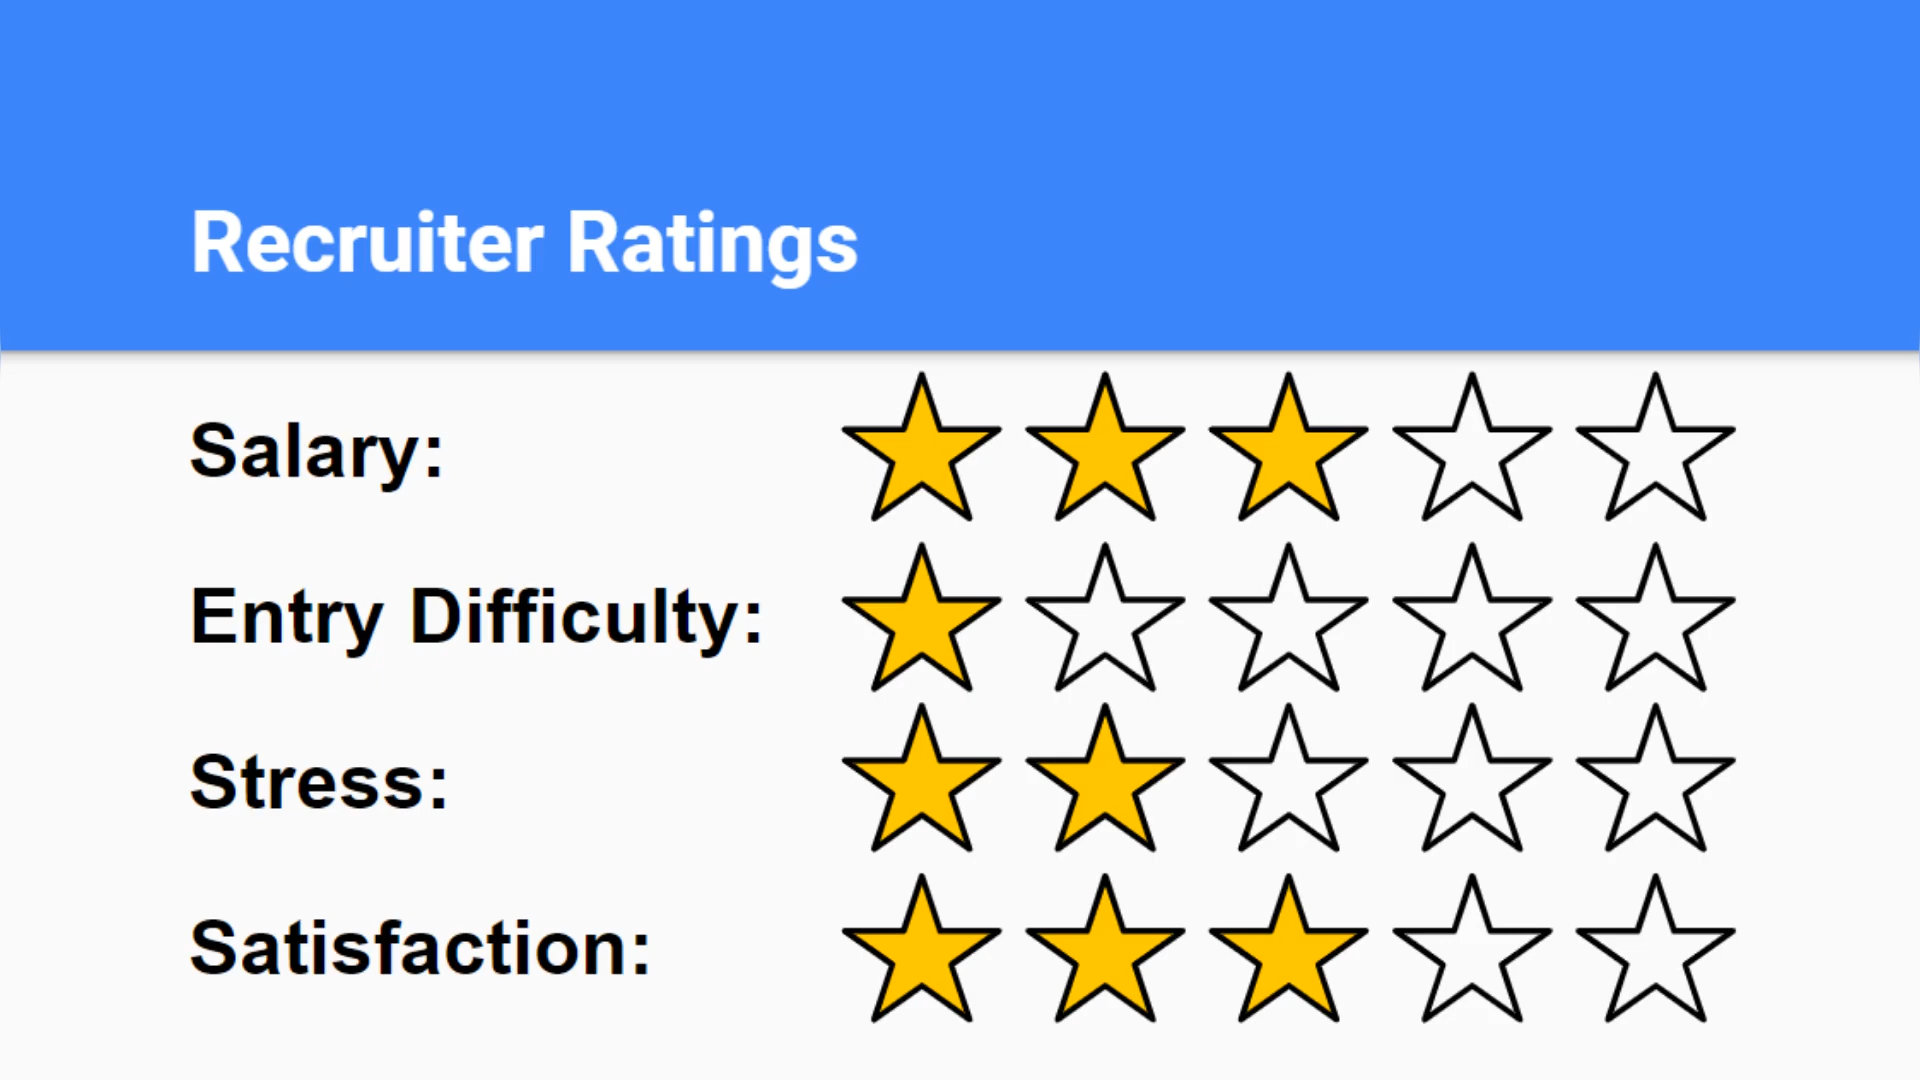 Recruiter Ratings
Salary:
Entry Difficulty:
Stress:
Satisfaction: